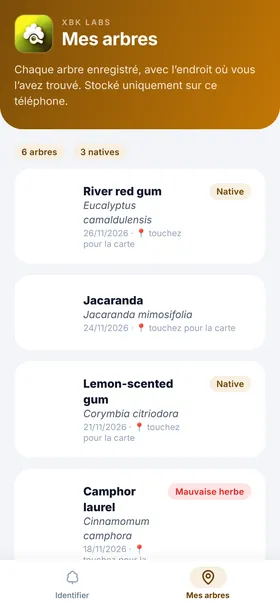 XBK LABS
Mes arbres
Chaque arbre enregistré, avec l'endroit où vous
l'avez trouvé. Stocké uniquement sur ce
téléphone.
6 arbres
3 natives
River red gum
Native
Eucalyptus
camaldulensis
26/11/2026 · 📍 touchez
pour la carte
Jacaranda
Jacaranda mimosifolia
24/11/2026 · 📍 touchez pour la carte
Lemon-scented
gum
Native
Corymbia citriodora
21/11/2026 · 📍 touchez
pour la carte
Camphor
laurel
Mauvaise herbe
Cinnamomum
camphora
18/11/2026 · 📍
touchez pour la
Identifier
Mes arbres